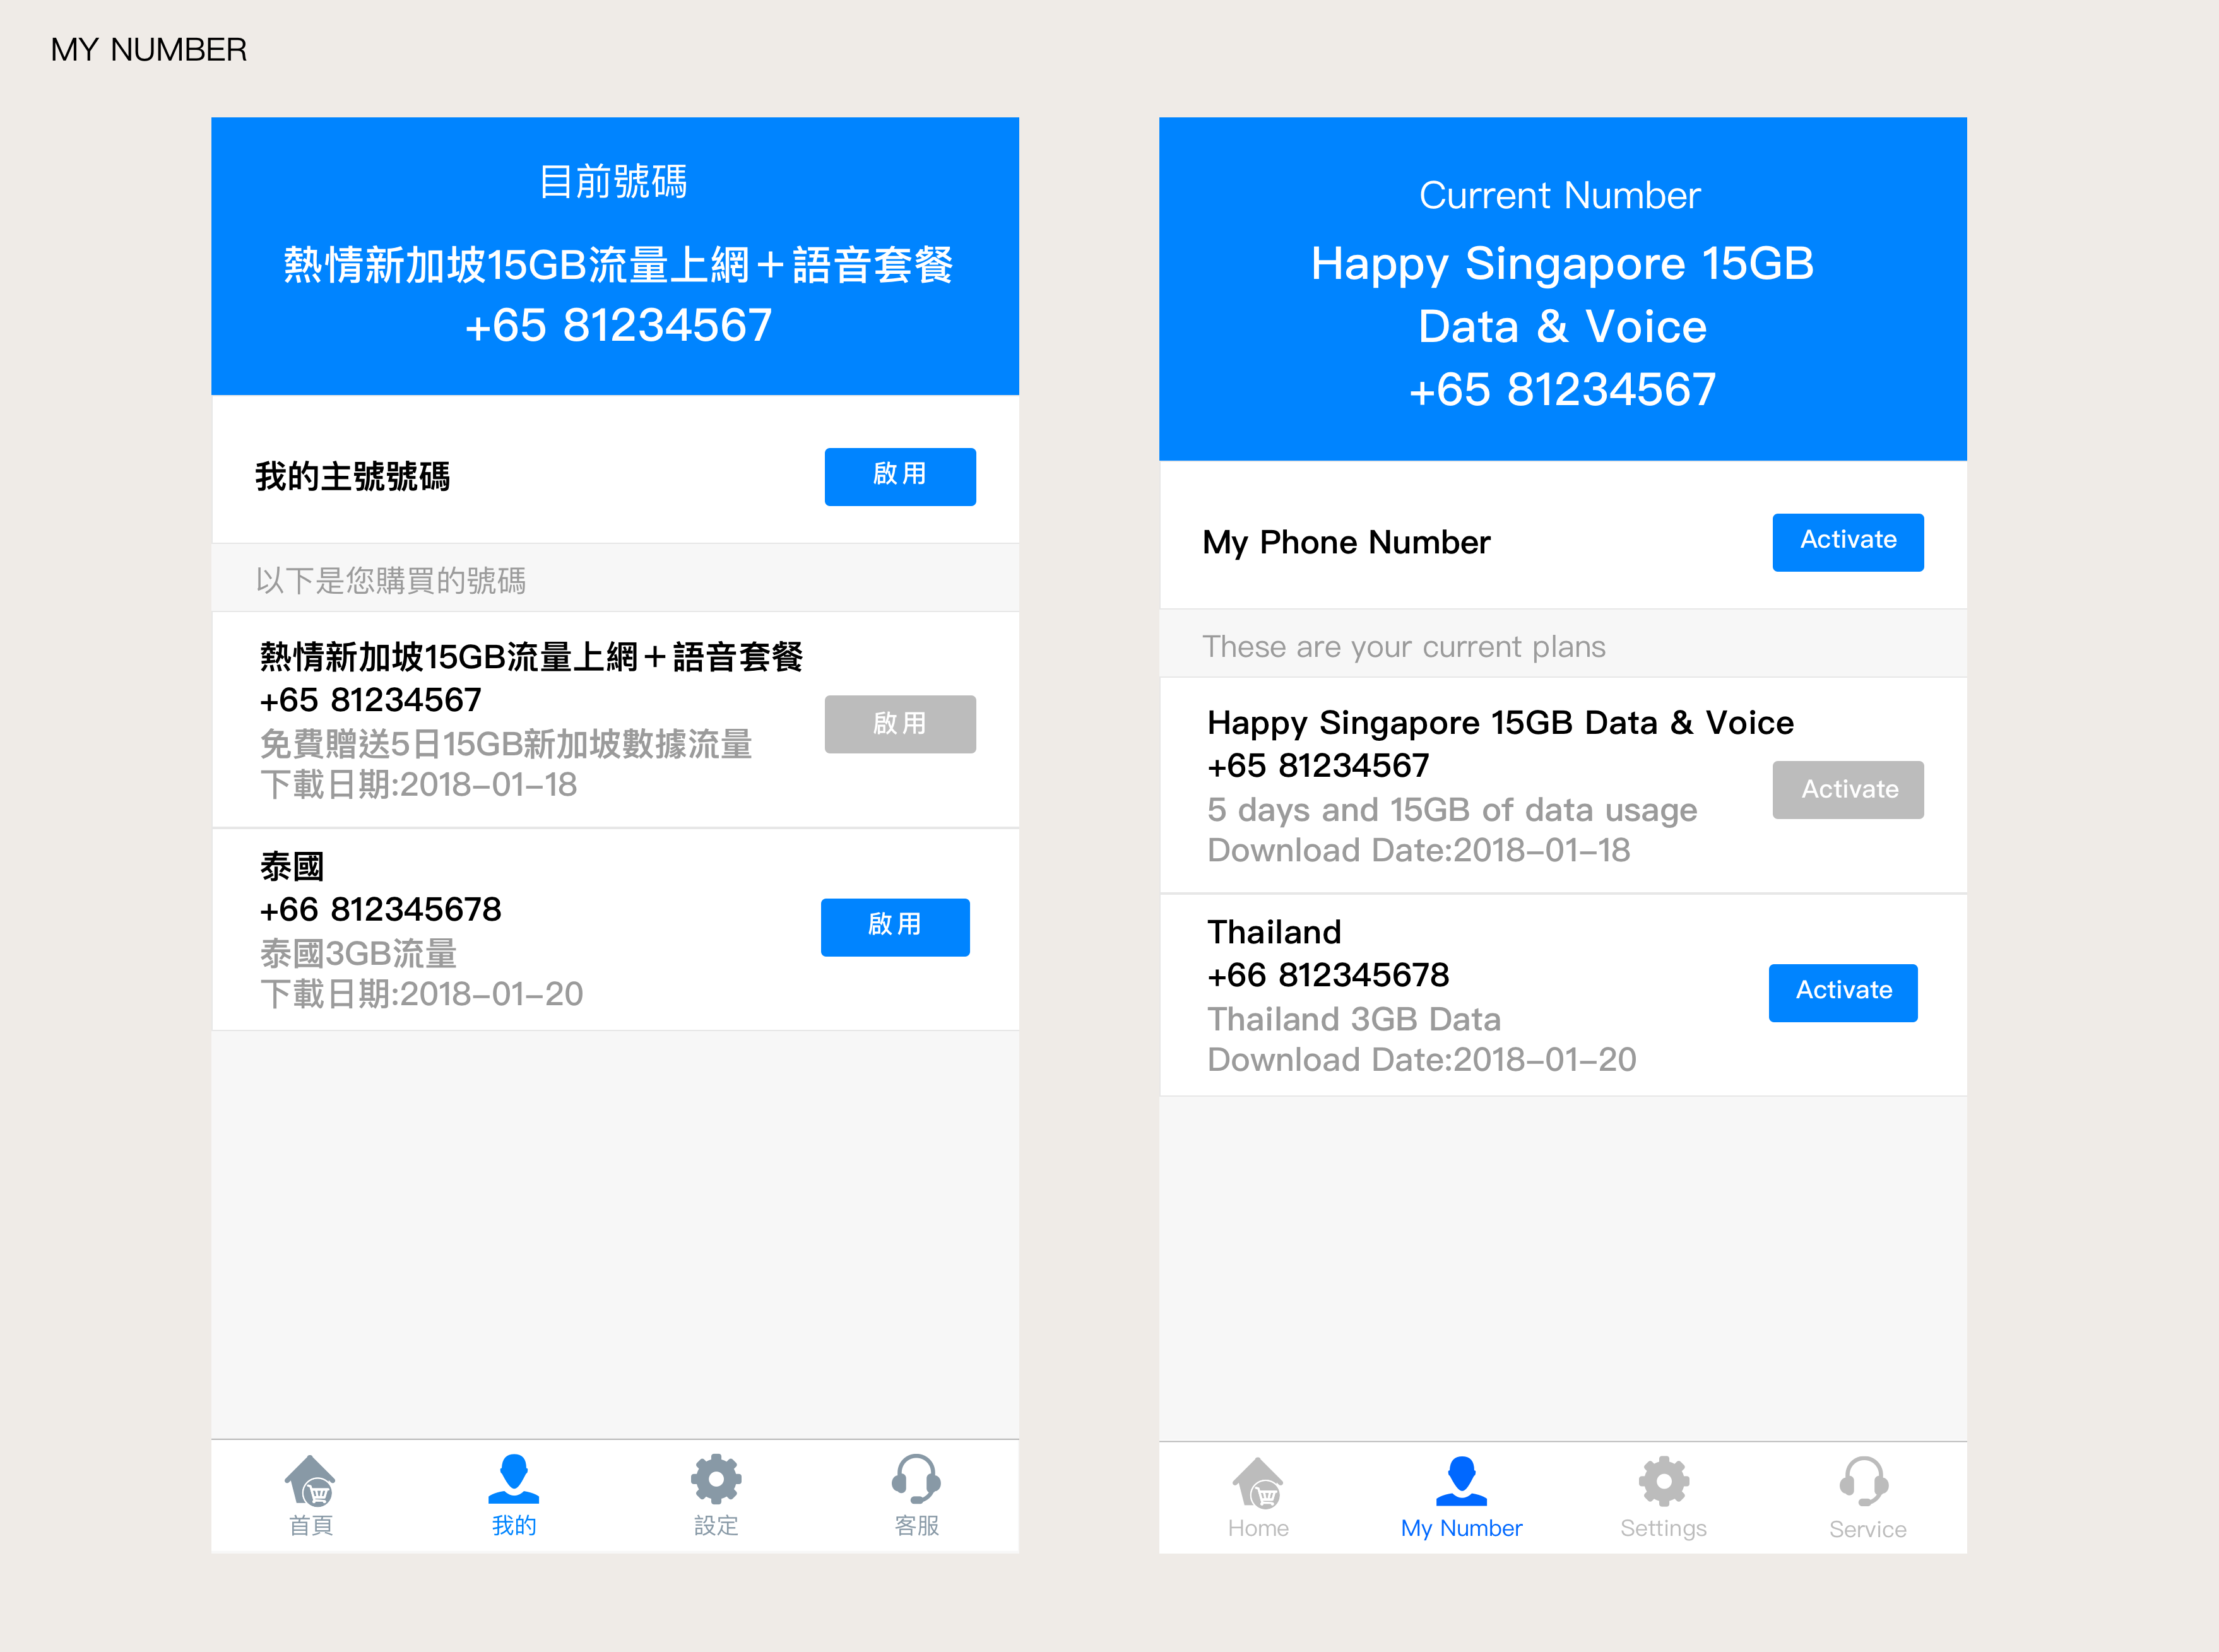 MY NUMBER
目前號碼
熱情新加坡15GB流量上網＋語音套餐
+65 81234567
我的主號號碼
啟用
以下是您購買的號碼
熱情新加坡15GB流量上網＋語音套餐
+65 81234567
免費贈送5日15GB新加坡數據流量
下載日期:2018–01–18
啟用
泰國
+66 812345678
泰國3GB流量
下載日期:2018–01–20
啟用
首頁
我的
設定
客服
Current Number
Happy Singapore 15GB
Data & Voice
+65 81234567
My Phone Number
Activate
These are your current plans
Happy Singapore 15GB Data & Voice
+65 81234567
5 days and 15GB of data usage
Download Date:2018–01–18
Activate
Thailand
+66 812345678
Thailand 3GB Data
Download Date:2018–01–20
Activate
Home
My Number
Settings
Service